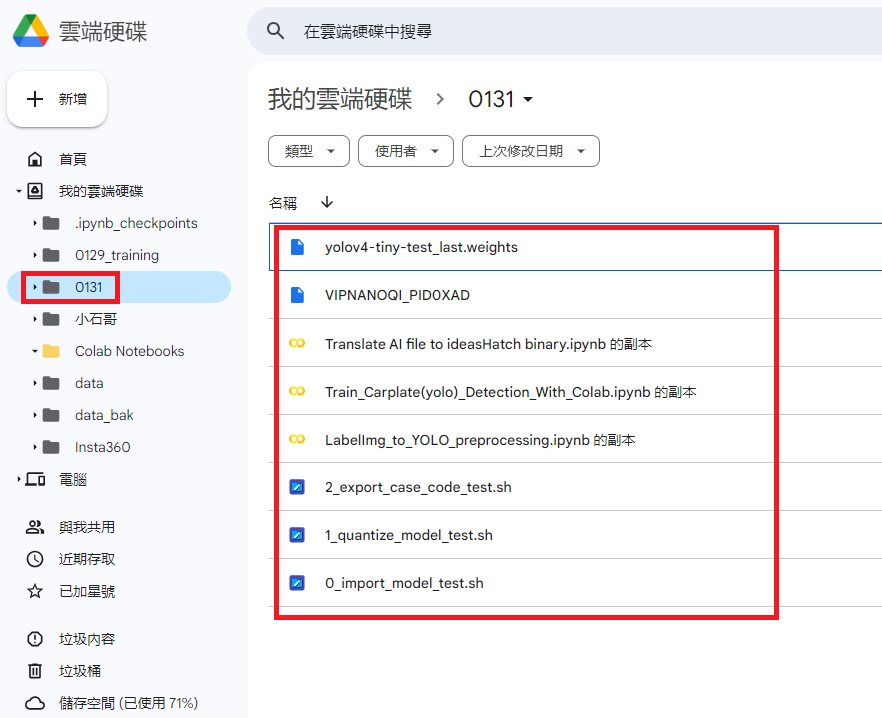 雲端硬碟
在雲端硬碟中搜尋
新增
首頁
我的雲端硬碟
.ipynb_checkpoints
0129_training
0131
小石哥
Colab Notebooks
data
data_bak
Insta360
電腦
與我共用
近期存取
已加星號
垃圾內容
垃圾桶
儲存空間 (已使用 71%)
我的雲端硬碟 > 0131
類型 使用者 上次修改日期
名稱
yolov4-tiny-test_last.weights
VIPNANOQI_PID0XAD
Translate AI file to ideasHatch binary.ipynb 的副本
Train_Carplate(yolo)_Detection_With_Colab.ipynb 的副本
LabelImg_to_YOLO_preprocessing.ipynb 的副本
2_export_case_code_test.sh
1_quantize_model_test.sh
0_import_model_test.sh